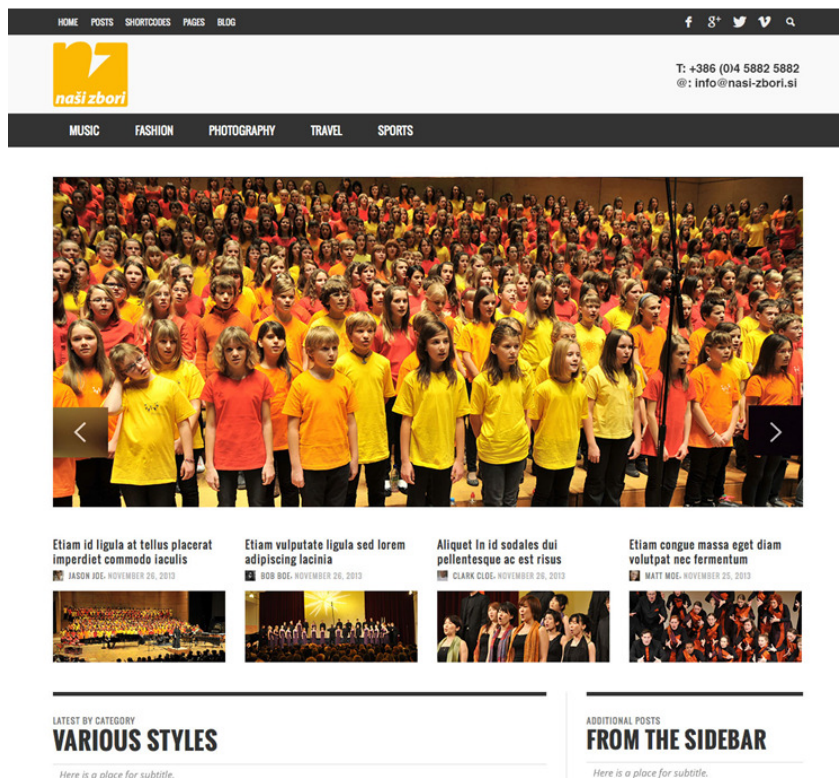 HOME POSTS SHORTCODES PAGES BLOG
naši zbori
T: +386 (0)4 5882 5882
@: info@nasi-zbori.si
MUSIC FASHION PHOTOGRAPHY TRAVEL SPORTS
Etiam id ligula at tellus placerat
imperdiet commodo iaculis
JASON JOE, NOVEMBER 26, 2013
Etiam vulputate ligula sed lorem
adipiscing lacinia
BOB BOE, NOVEMBER 26, 2013
Aliquet In id sodales dui
pellentesque ac est risus
CLARK CLOE, NOVEMBER 26, 2013
Etiam congue massa eget diam
volutpat nec fermentum
MATT MOE, NOVEMBER 25, 2013
LATEST BY CATEGORY
VARIOUS STYLES
Here is a place for subtitle.
ADDITIONAL POSTS
FROM THE SIDEBAR
Here is a place for subtitle.